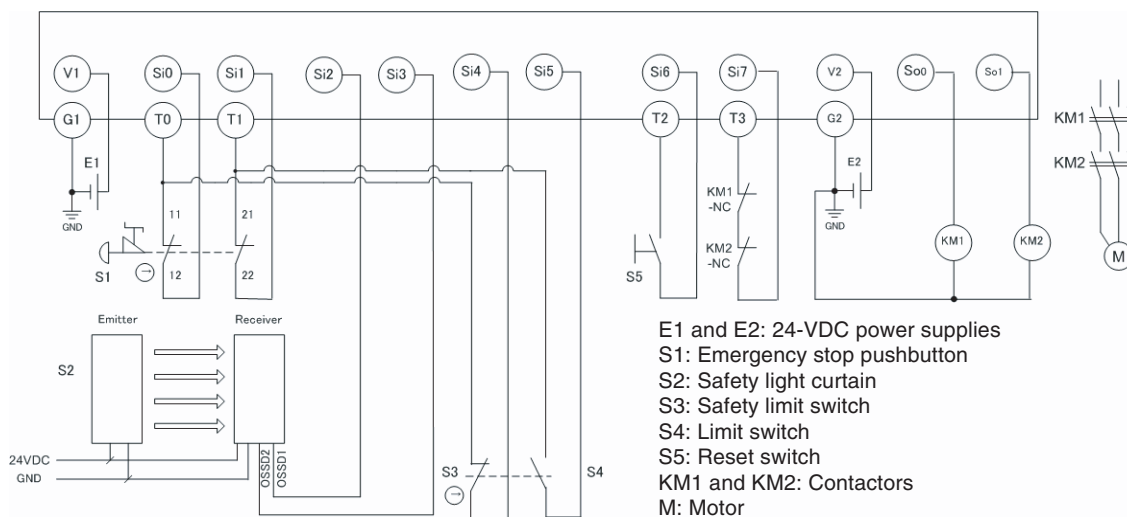 V1 Si0 Si1 Si2 Si3 Si4 Si5 Si6 Si7 V2 So0 So1
G1 T0 T1 T2 T3 G2
KM1
KM2
E1 E2
GND
KM1
-NC
GND
11 21
KM2
-NC
KM1 KM2 M
S1 12 22 S5
Emitter Receiver
S2
24VDC
GND
OSSD2
OSSD1
S3 S4
E1 and E2: 24-VDC power supplies
S1: Emergency stop pushbutton
S2: Safety light curtain
S3: Safety limit switch
S4: Limit switch
S5: Reset switch
KM1 and KM2: Contactors
M: Motor